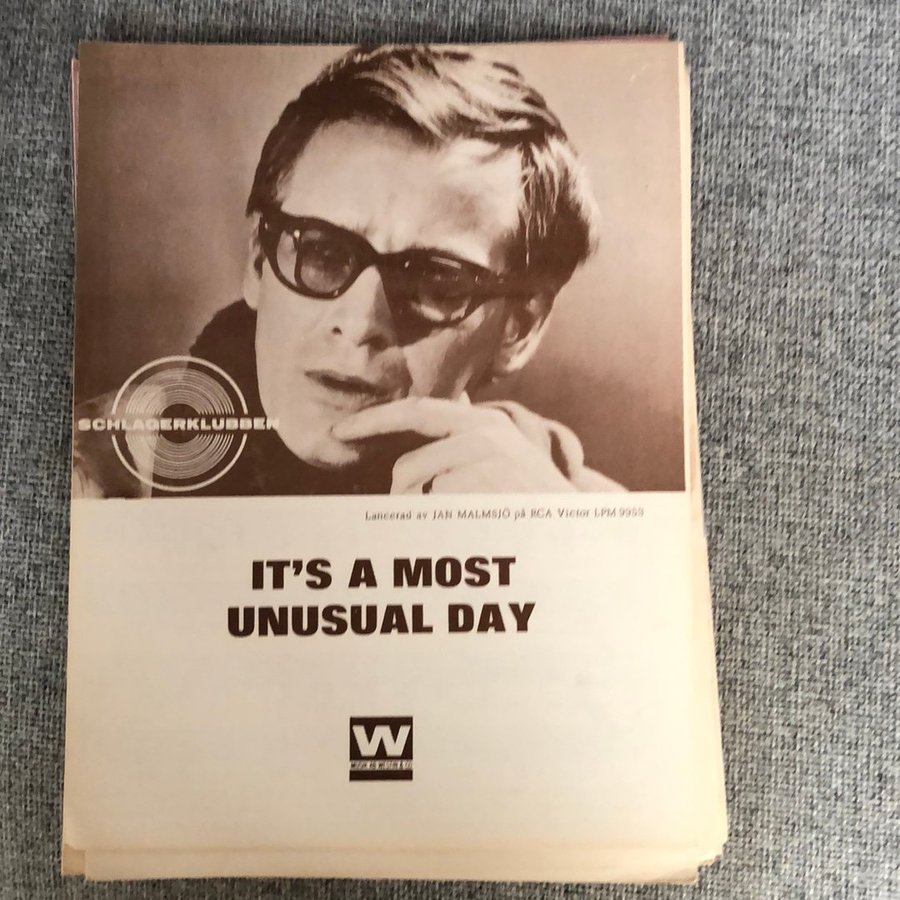 SCHLAGERKLUBBEN
Lancerad av JAN MALMSJÖ på RCA Victor LPM 9953
IT'S A MOST
UNUSUAL DAY
W